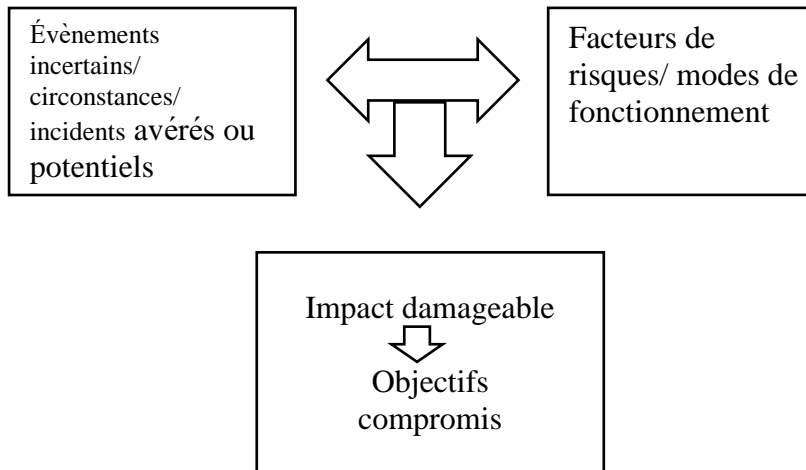 Évènements
incertains/
circonstances/
incidents avérés ou
potentiels
Facteurs de
risques/ modes de
fonctionnement
Impact damageable
Objectifs
compromis